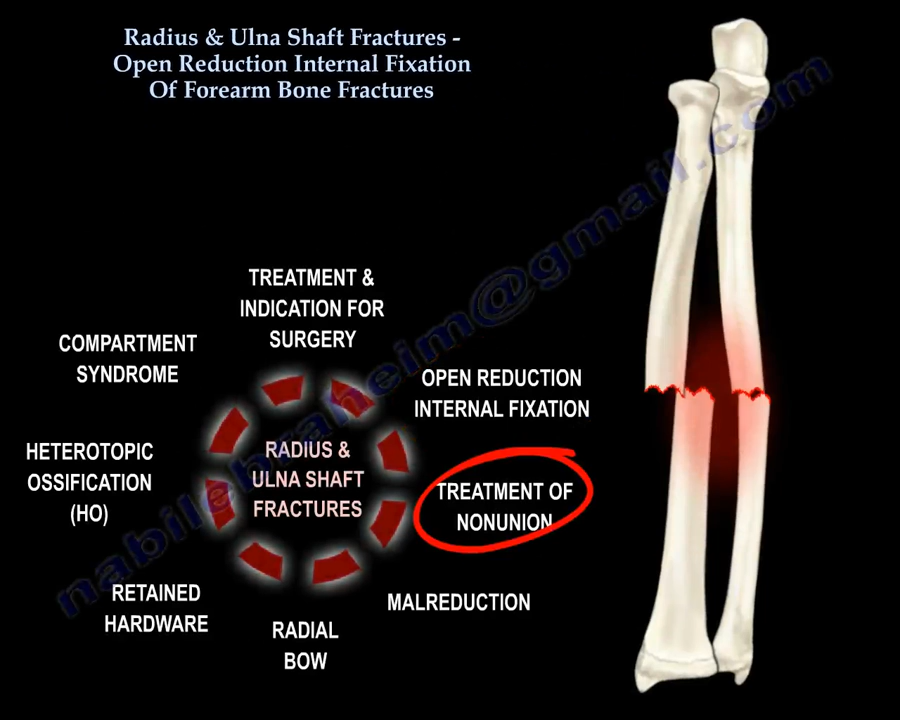 Radius & Ulna Shaft Fractures -
Open Reduction Internal Fixation
Of Forearm Bone Fractures
TREATMENT &
INDICATION FOR
SURGERY
OPEN REDUCTION
INTERNAL FIXATION
TREATMENT OF
NONUNION
MALREDUCTION
RADIAL
BOW
RETAINED
HARDWARE
HETEROTOPIC
OSSIFICATION
(HO)
COMPARTMENT
SYNDROME
RADIUS &
ULNA SHAFT
FRACTURES
nabilebraheim@gmail.com